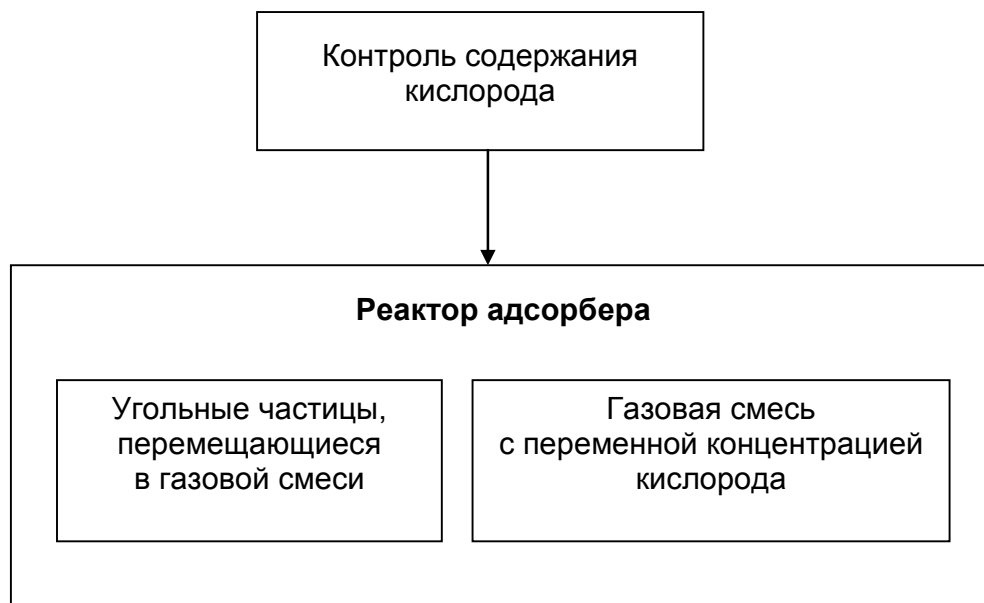 Контроль содержания
кислорода
Реактор адсорбера
Угольные частицы,
перемещающиеся
в газовой смеси
Газовая смесь
с переменной концентрацией
кислорода